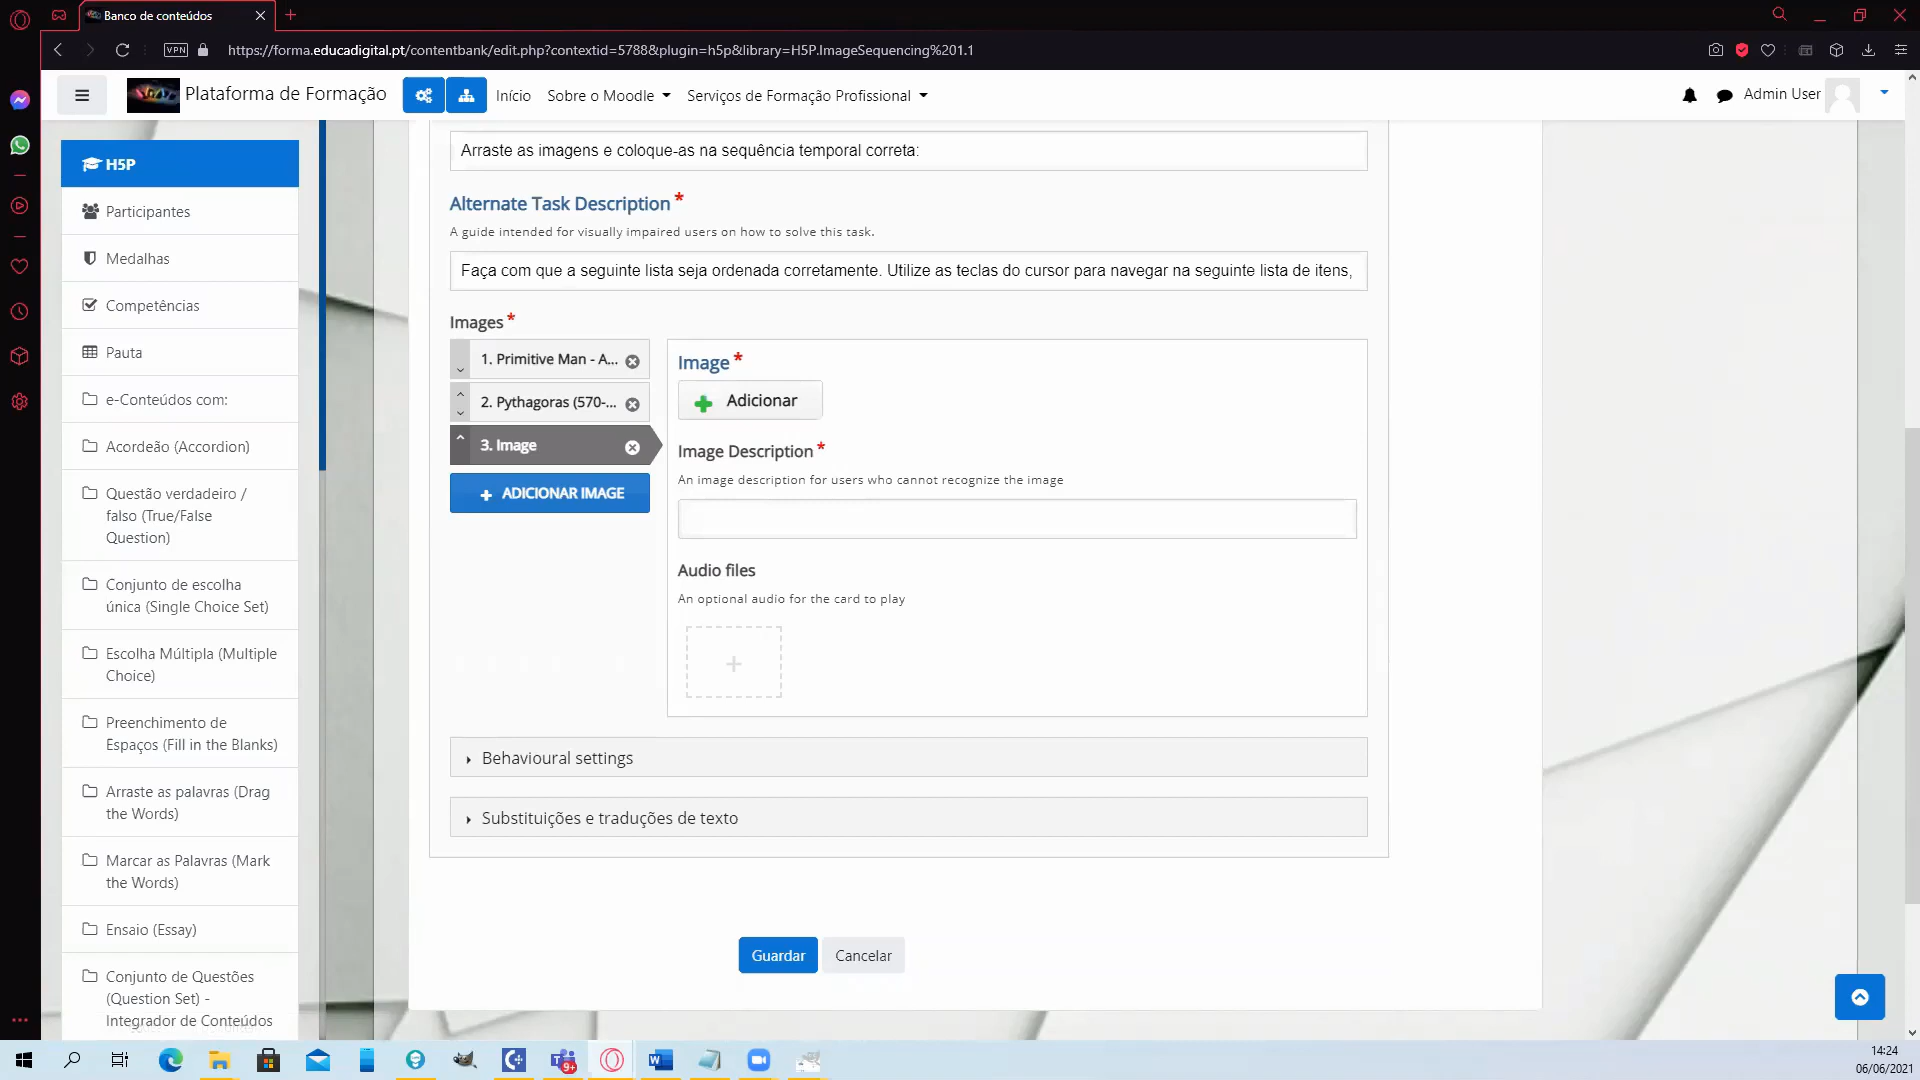 Banco de conteúdos
VPN
https://forma.educadigital.pt/contentbank/edit.php?contextid=5788&plugin=h5p&library=H5P.ImageSequencing%201.1
Plataforma de Formação
Início
Sobre o Moodle
Serviços de Formação Profissional
Admin User
H5P
Participantes
Medalhas
Competências
Pauta
e-Conteúdos com:
Acordeão (Accordion)
Questão verdadeiro /
falso (True/False
Question)
Conjunto de escolha
única (Single Choice Set)
Escolha Múltipla (Multiple
Choice)
Preenchimento de
Espaços (Fill in the Blanks)
Arraste as palavras (Drag
the Words)
Marcar as Palavras (Mark
the Words)
Ensaio (Essay)
Conjunto de Questões
(Question Set) -
Integrador de Conteúdos
Arraste as imagens e coloque-as na sequência temporal correta:
Alternate Task Description *
A guide intended for visually impaired users on how to solve this task.
Faça com que a seguinte lista seja ordenada corretamente. Utilize as teclas do cursor para navegar na seguinte lista de itens,
Images *
1. Primitive Man - A...
2. Pythagoras (570-...
3. Image
+ ADICIONAR IMAGE
Image *
Adicionar
Image Description *
An image description for users who cannot recognize the image
Audio files
An optional audio for the card to play
+
Behavioural settings
Substituições e traduções de texto
Guardar
Cancelar
9+
14:24
06/06/2021